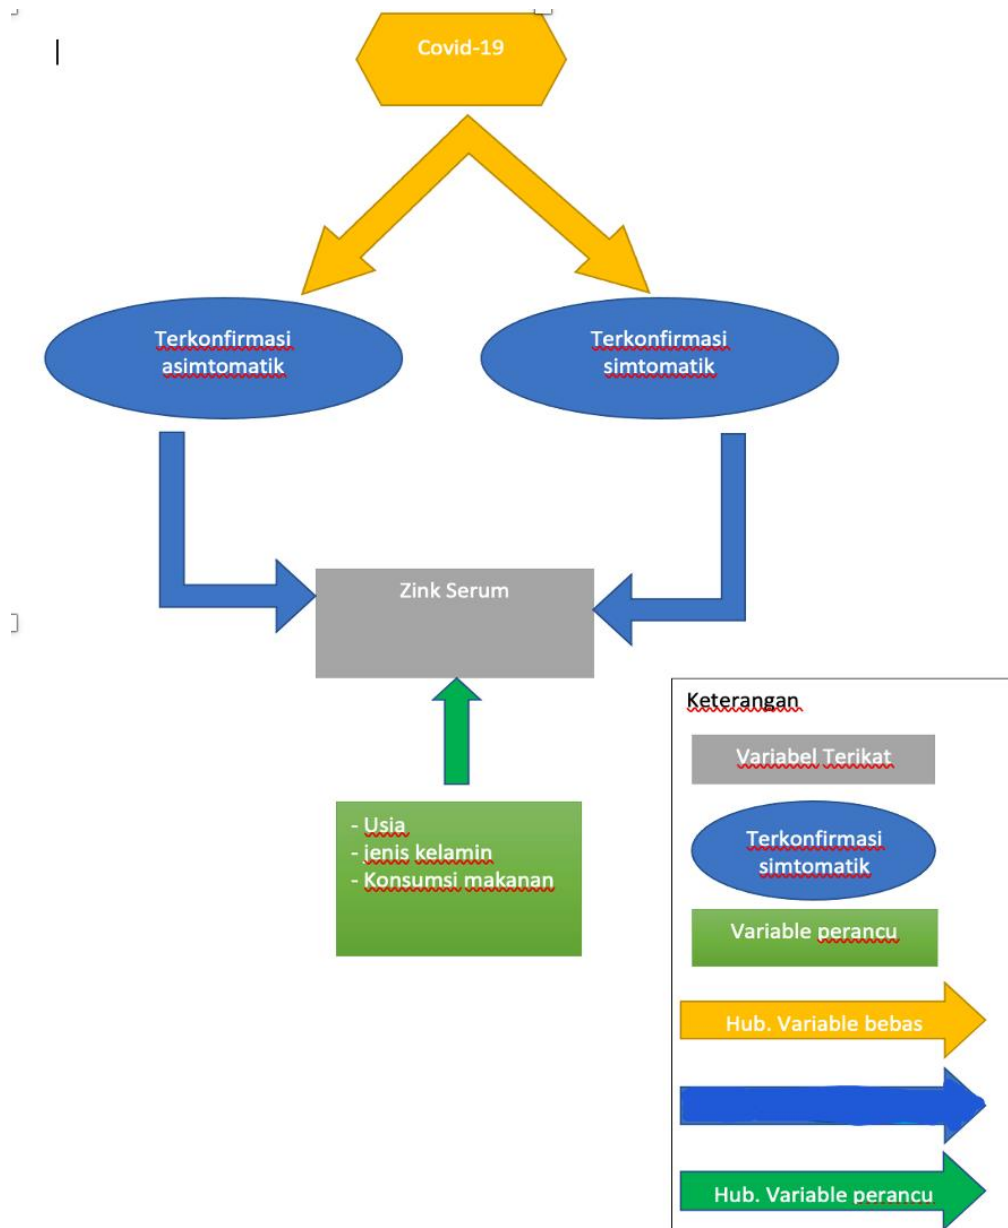 Covid-19
Terkonfirmasi
asimtomatik
Terkonfirmasi
simtomatik
Zink Serum
- Usia
- jenis kelamin
- Konsumsi makanan
Keterangan
Variabel Terikat
Terkonfirmasi
simtomatik
Variable perancu
Hub. Variable bebas
Hub. Variable perancu